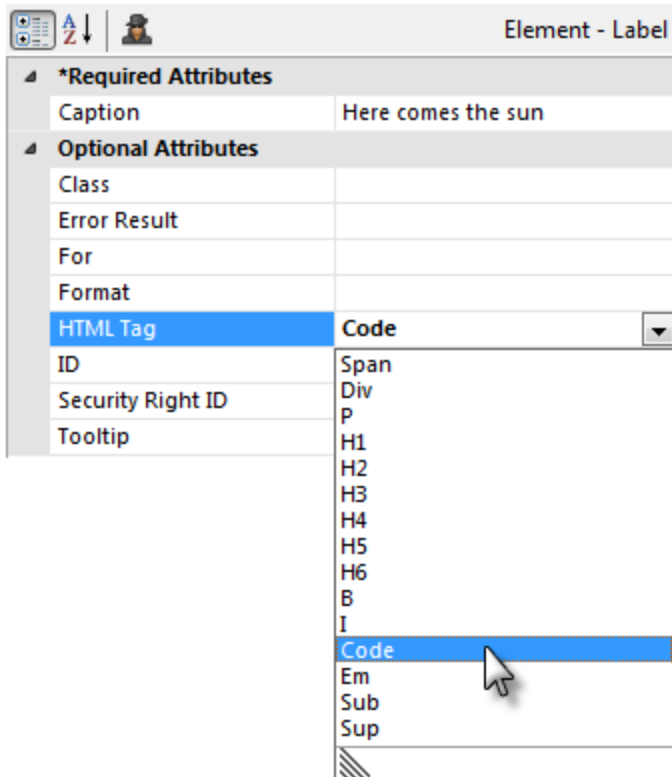 A Z Element - Label
*Required Attributes
Caption Here comes the sun
Optional Attributes
Class
Error Result
For
Format
HTML Tag Code
ID
Security Right ID
Tooltip
Span
Div
P
H1
H2
H3
H4
H5
H6
B
I
Code
Em
Sub
Sup